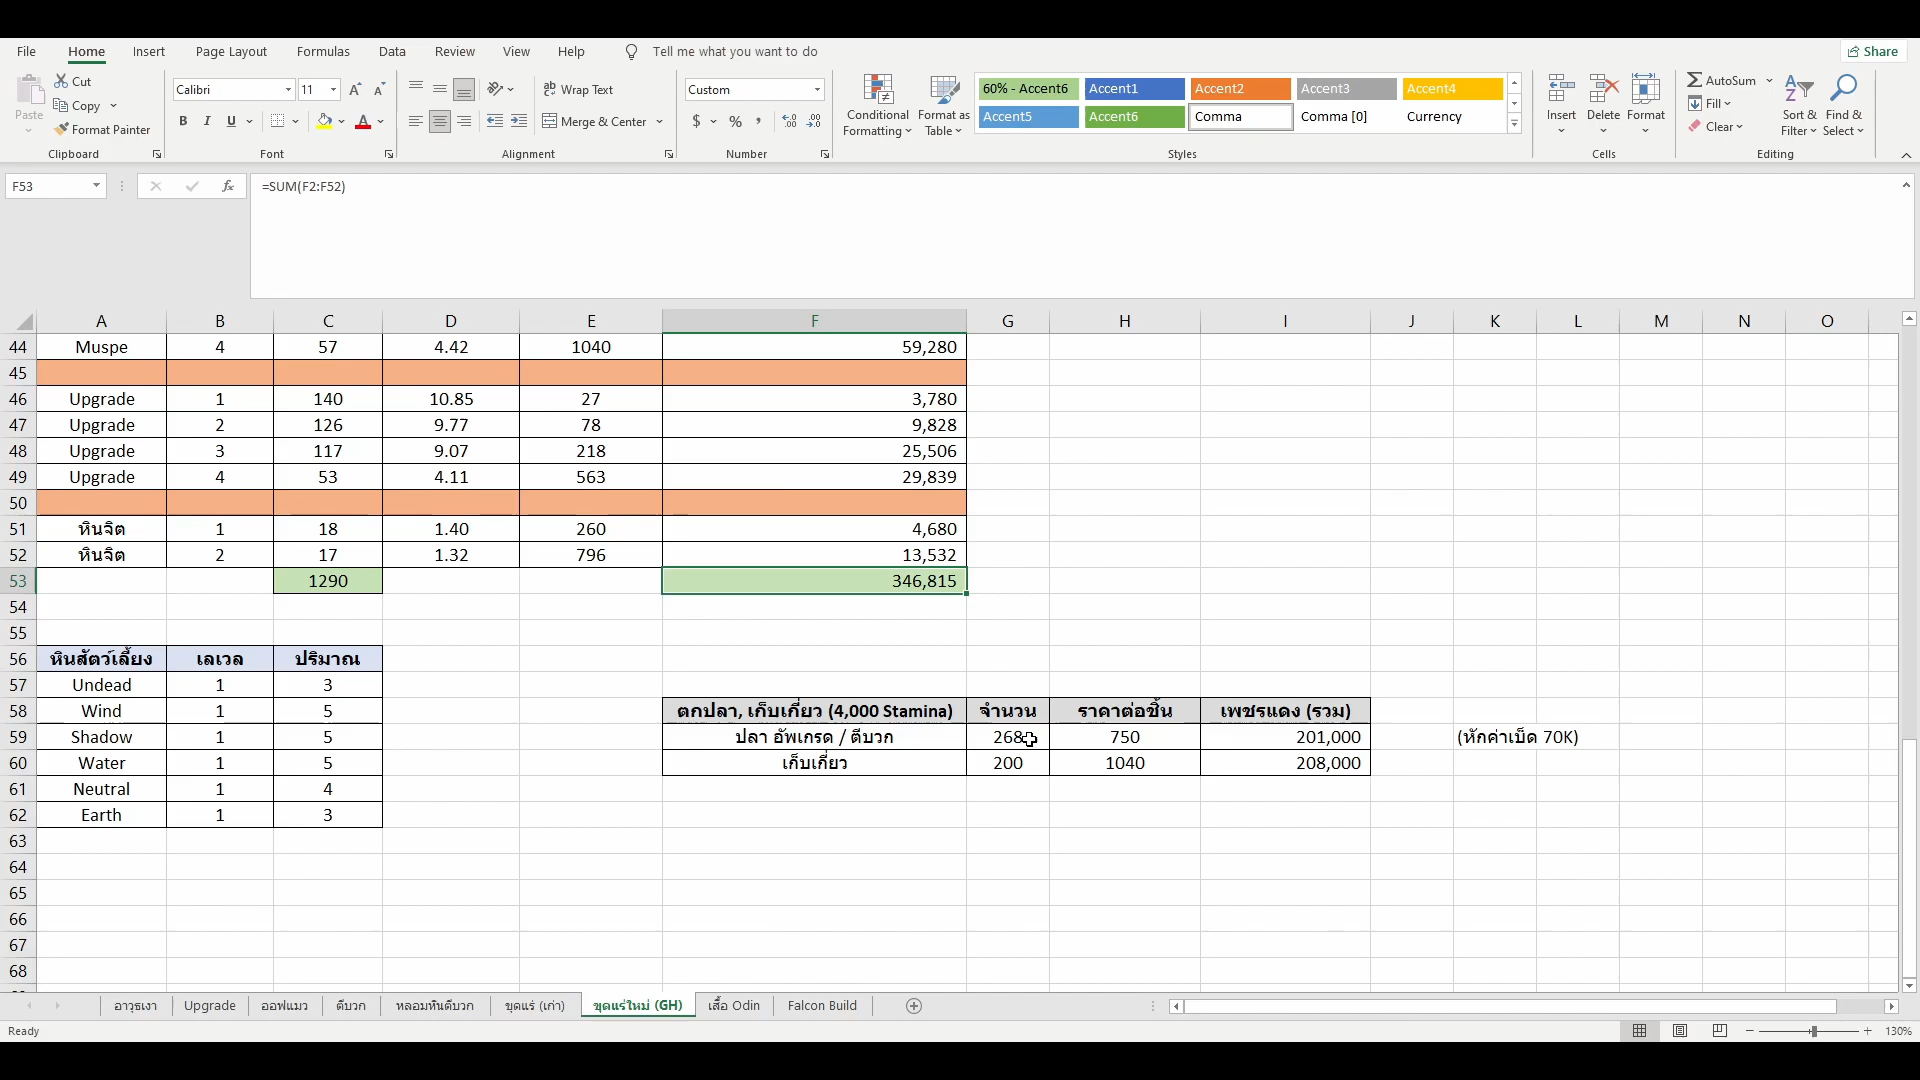 File Home Insert Page Layout Formulas Data Review View Help Tell me what you want to do Share
Paste Cut Copy Format Painter Clipboard
Calibri 11 B I U Font
Wrap Text Merge & Center Alignment
Custom $ % Number
Conditional Formatting Format as Table
60% - Accent6 Accent1 Accent2 Accent3 Accent4
Accent5 Accent6 Comma Comma [0] Currency
Styles
Insert Delete Format Cells
AutoSum Fill Clear Sort & Filter Find & Select Editing
F53 fx =SUM(F2:F52)
A B C D E F G H I J K L M N O
44 Muspe 4 57 4.42 1040 59,280
45
46 Upgrade 1 140 10.85 27 3,780
47 Upgrade 2 126 9.77 78 9,828
48 Upgrade 3 117 9.07 218 25,506
49 Upgrade 4 53 4.11 563 29,839
50
51 หินจิต 1 18 1.40 260 4,680
52 หินจิต 2 17 1.32 796 13,532
53 1290 346,815
54
55
56 หินสัตว์เลี้ยง เลเวล ปริมาณ
57 Undead 1 3
58 Wind 1 5 ตกปลา, เก็บเกี่ยว (4,000 Stamina) จำนวน ราคาต่อชิ้น เพชรแดง (รวม)
59 Shadow 1 5 ปลา อัพเกรด / ตีบวก 268 750 201,000 (หักค่าเบ็ด 70K)
60 Water 1 5 เก็บเกี่ยว 200 1040 208,000
61 Neutral 1 4
62 Earth 1 3
63
64
65
66
67
68
อาวุธเงา Upgrade ออฟแมว ตีบวก หลอมหินตีบวก ขุดแร่ (เก่า) ขุดแร่ใหม่ (GH) เสื้อ Odin Falcon Build
Ready 130%